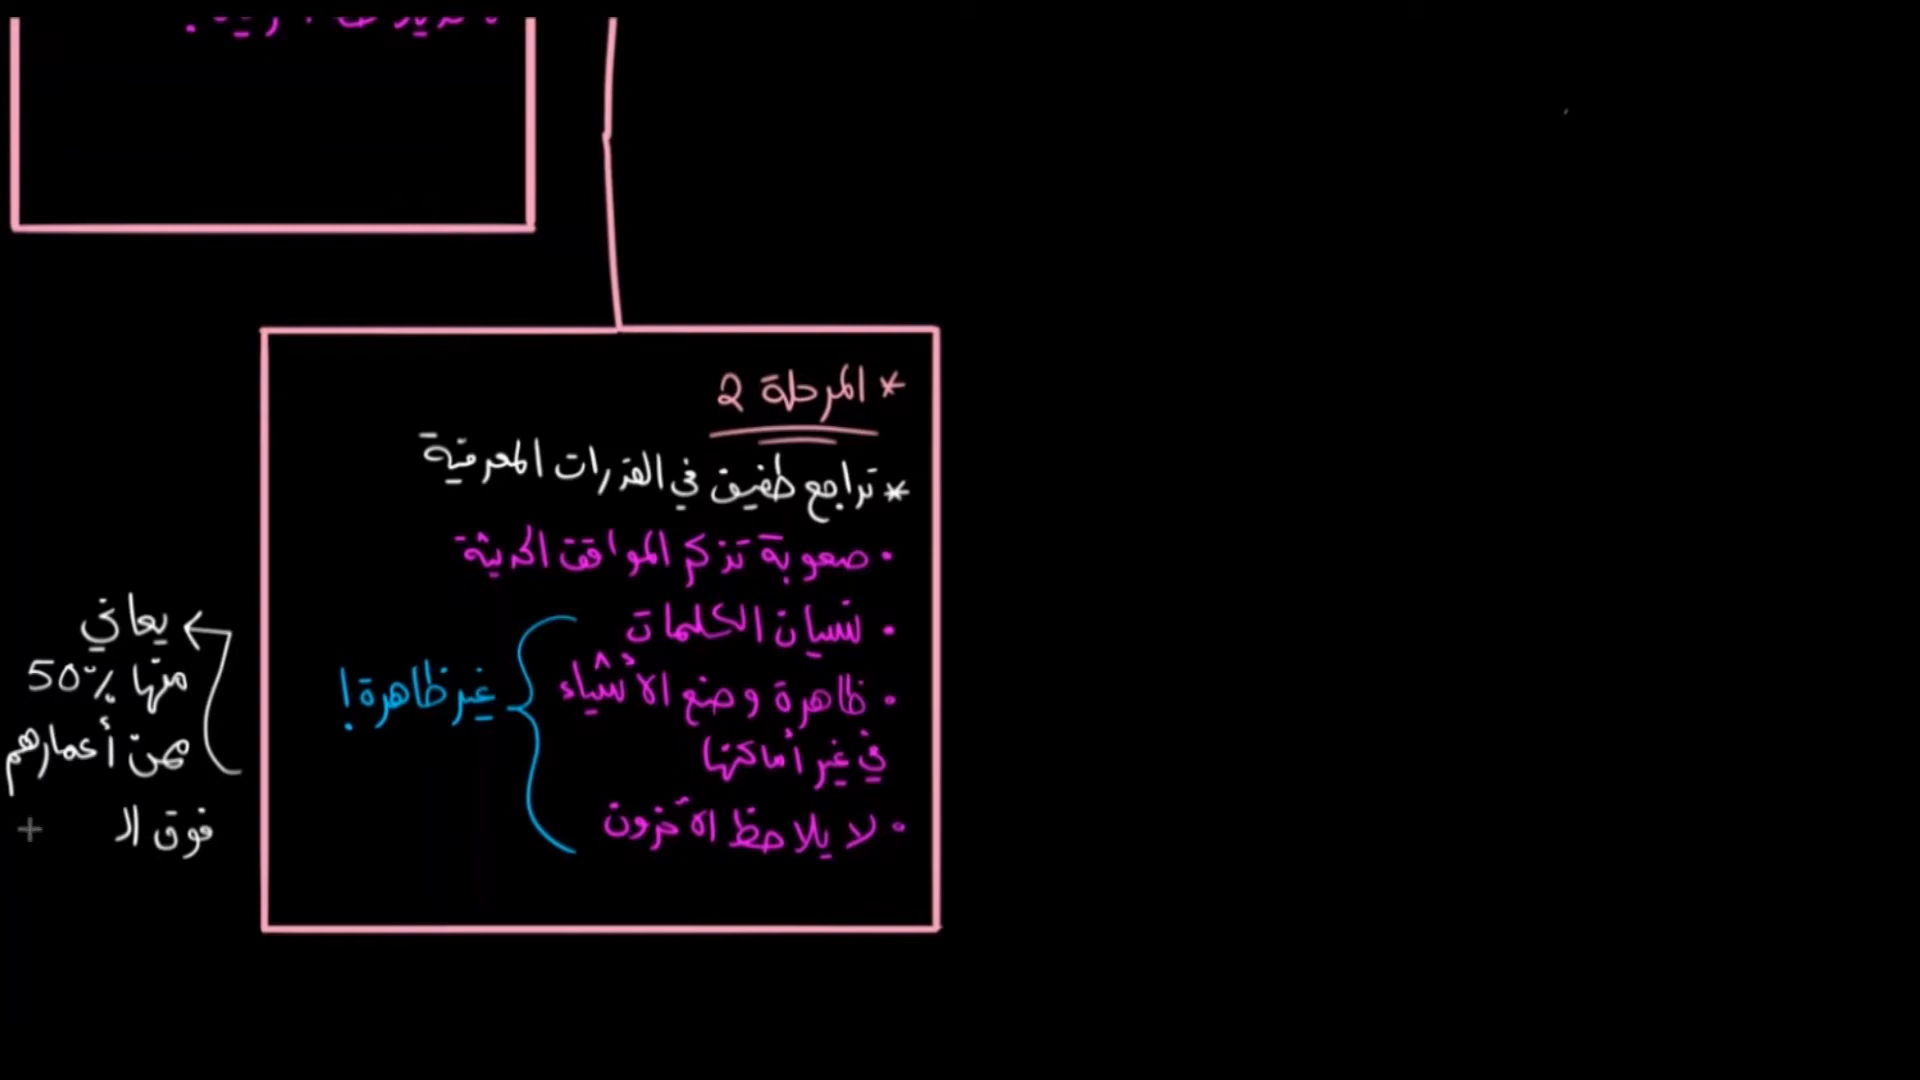 * المرحلة 2
* تراجع طفيف في القدرات المعرفية
• صعوبة تذكر المواقف الحديثة
• نسيان الكلمات
• ظاهرة وضع الأشياء
في غير أماكنها
• لا يلاحظ الآخرون
غير ظاهرة!
يعاني
منها 50%
ممن أعمارهم
فوق الـ